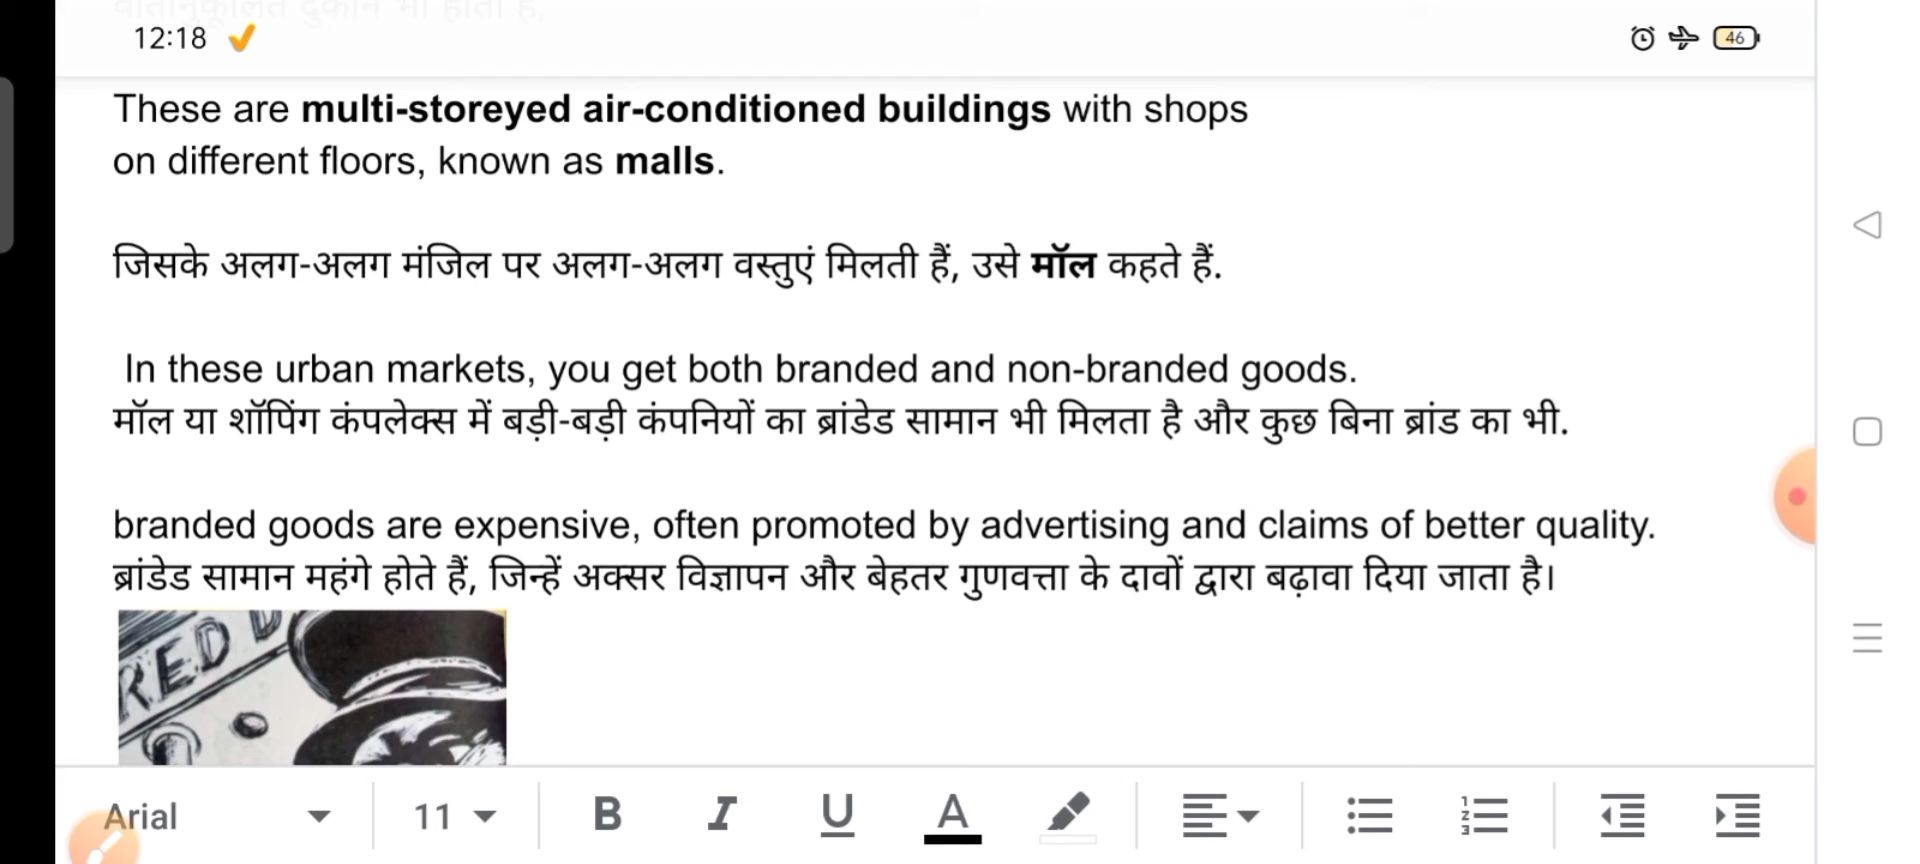 12:18
46
These are multi-storeyed air-conditioned buildings with shops
on different floors, known as malls.
जिसके अलग-अलग मंजिल पर अलग-अलग वस्तुएं मिलती हैं, उसे मॉल कहते हैं.
In these urban markets, you get both branded and non-branded goods.
मॉल या शॉपिंग कंपलेक्स में बड़ी-बड़ी कंपनियों का ब्रांडेड सामान भी मिलता है और कुछ बिना ब्रांड का भी.
branded goods are expensive, often promoted by advertising and claims of better quality.
ब्रांडेड सामान महंगे होते हैं, जिन्हें अक्सर विज्ञापन और बेहतर गुणवत्ता के दावों द्वारा बढ़ावा दिया जाता है।
RED
Arial 11 B I U A